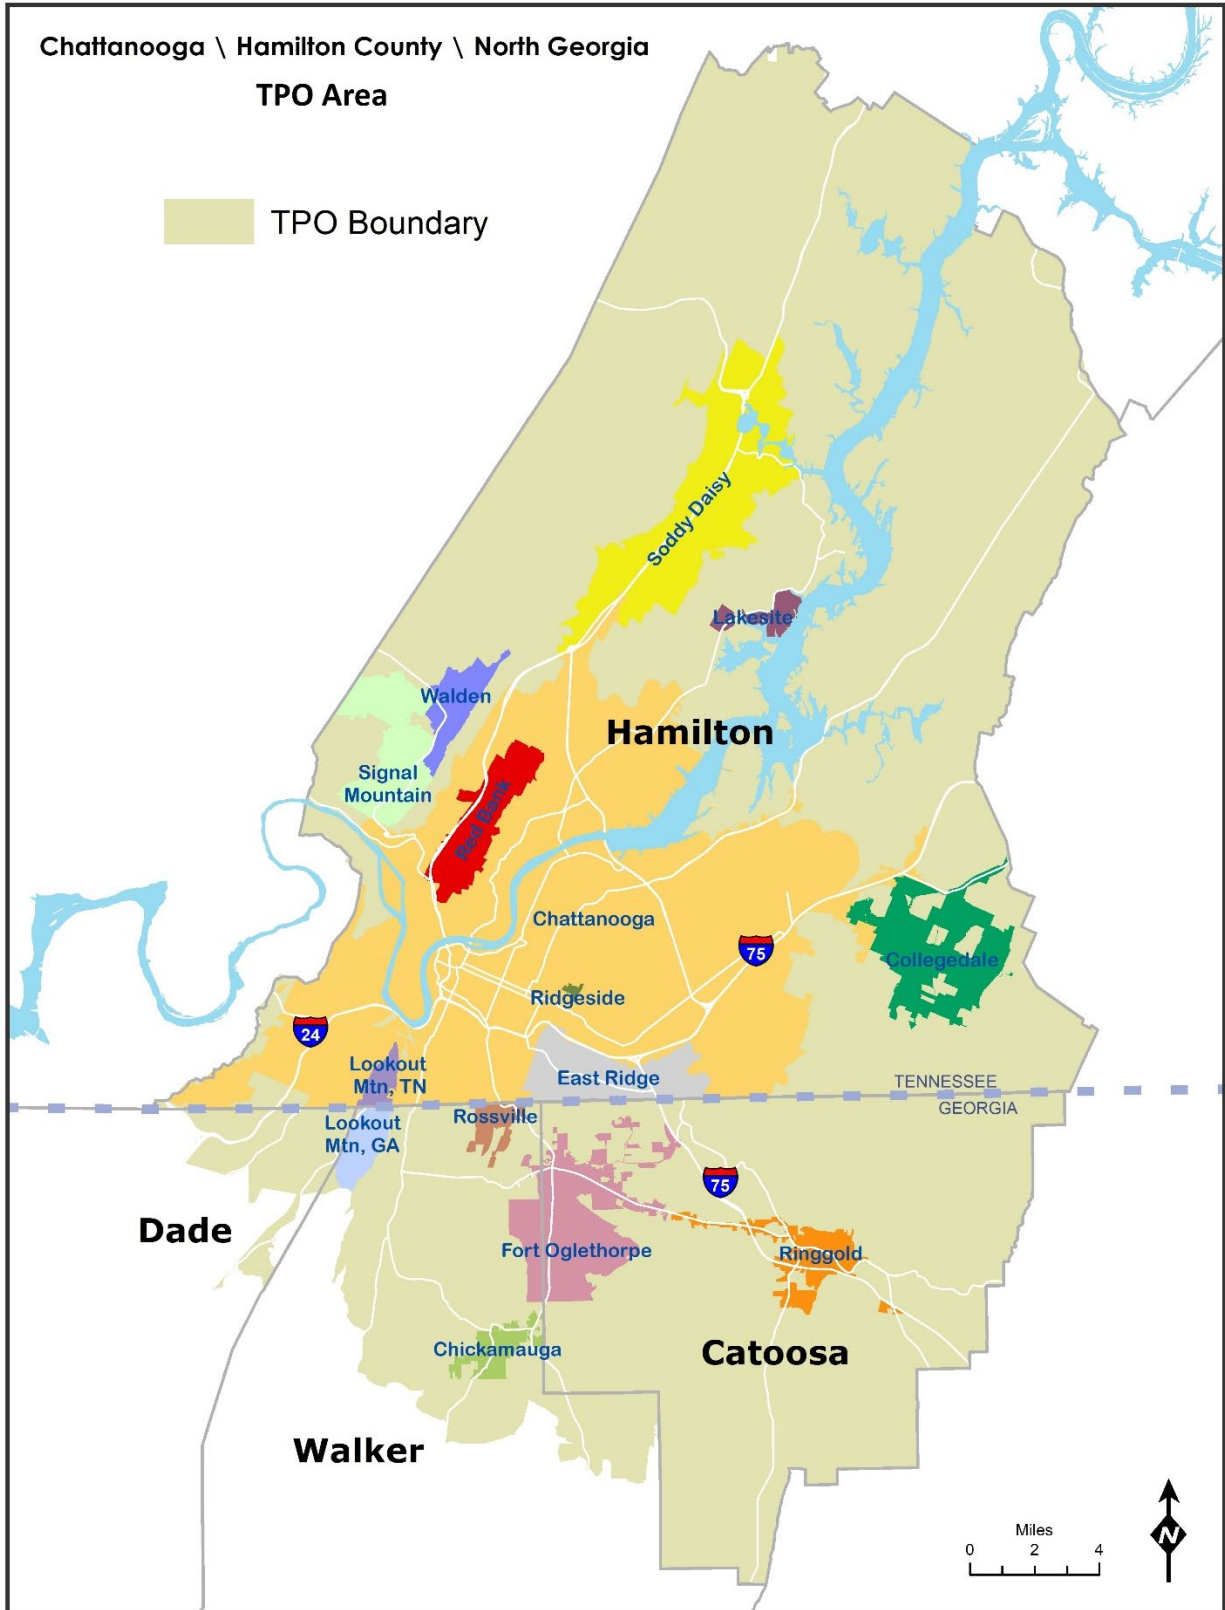 Chattanooga \ Hamilton County \ North Georgia
TPO Area
TPO Boundary
Soddy Daisy
Lakesite
Walden
Hamilton
Signal
Mountain
Red Bank
Chattanooga
75
Collegedale
Ridgeside
24
Lookout
Mtn, TN
East Ridge
TENNESSEE
GEORGIA
Rossville
Lookout
Mtn, GA
75
Dade
Fort Oglethorpe
Ringgold
Chickamauga
Catoosa
Walker
Miles
0 2 4
N